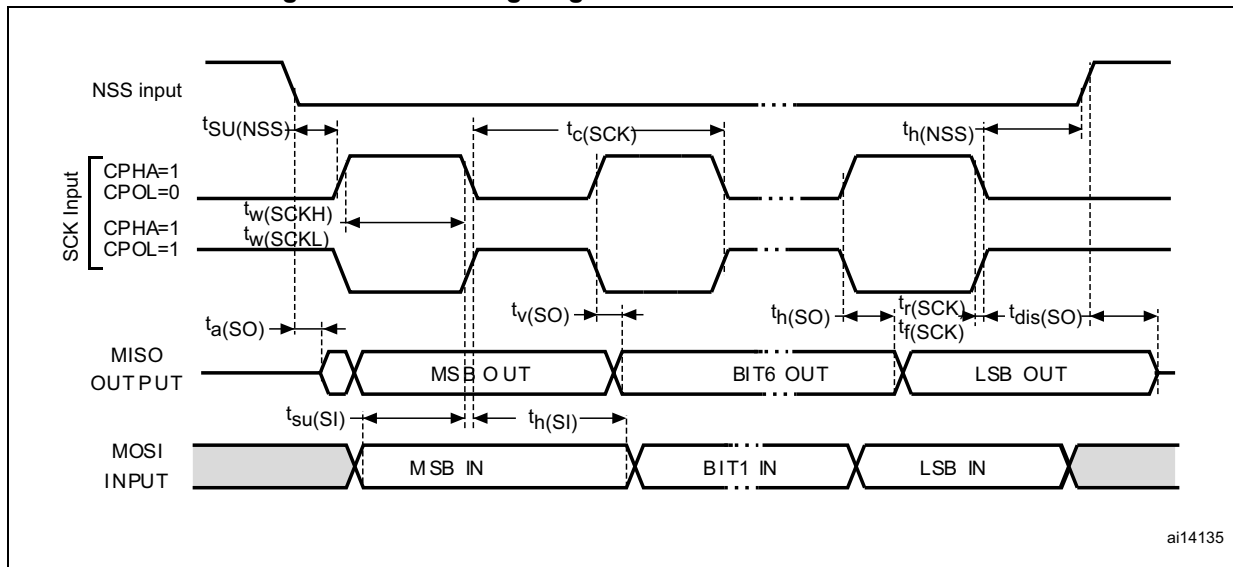 NSS input
tSU(NSS)
tc(SCK)
th(NSS)
SCK Input
CPHA=1
CPOL=0
tw(SCKH)
tw(SCKL)
CPHA=1
CPOL=1
ta(SO)
tv(SO)
th(SO)
tr(SCK)
tf(SCK)
tdis(SO)
MISO
OUTPUT
MSB OUT
BIT6 OUT
LSB OUT
tsu(SI)
th(SI)
MOSI
INPUT
MSB IN
BIT1 IN
LSB IN
ai14135